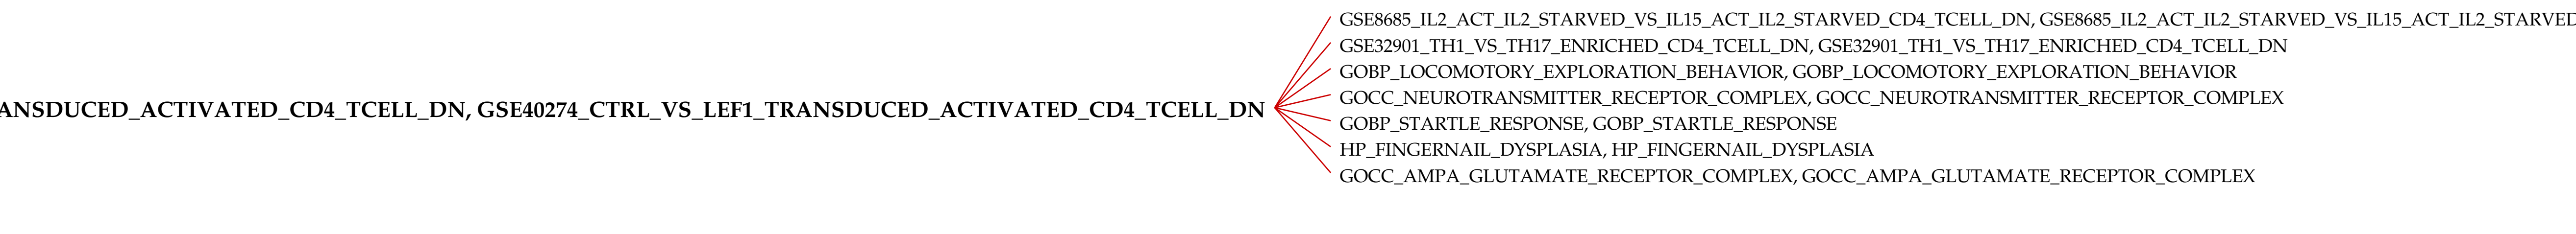 GSE8685_IL2_ACT_IL2_STARVED_VS_IL15_ACT_IL2_STARVED_CD4_TCELL_DN, GSE8685_IL2_ACT_IL2_STARVED_VS_IL15_ACT_IL2_STARVED
GSE32901_TH1_VS_TH17_ENRICHED_CD4_TCELL_DN, GSE32901_TH1_VS_TH17_ENRICHED_CD4_TCELL_DN
GOBP_LOCOMOTORY_EXPLORATION_BEHAVIOR, GOBP_LOCOMOTORY_EXPLORATION_BEHAVIOR
GOCC_NEUROTRANSMITTER_RECEPTOR_COMPLEX, GOCC_NEUROTRANSMITTER_RECEPTOR_COMPLEX
ANSDUCED_ACTIVATED_CD4_TCELL_DN, GSE40274_CTRL_VS_LEF1_TRANSDUCED_ACTIVATED_CD4_TCELL_DN
GOBP_STARTLE_RESPONSE, GOBP_STARTLE_RESPONSE
HP_FINGERNAIL_DYSPLASIA, HP_FINGERNAIL_DYSPLASIA
GOCC_AMPA_GLUTAMATE_RECEPTOR_COMPLEX, GOCC_AMPA_GLUTAMATE_RECEPTOR_COMPLEX